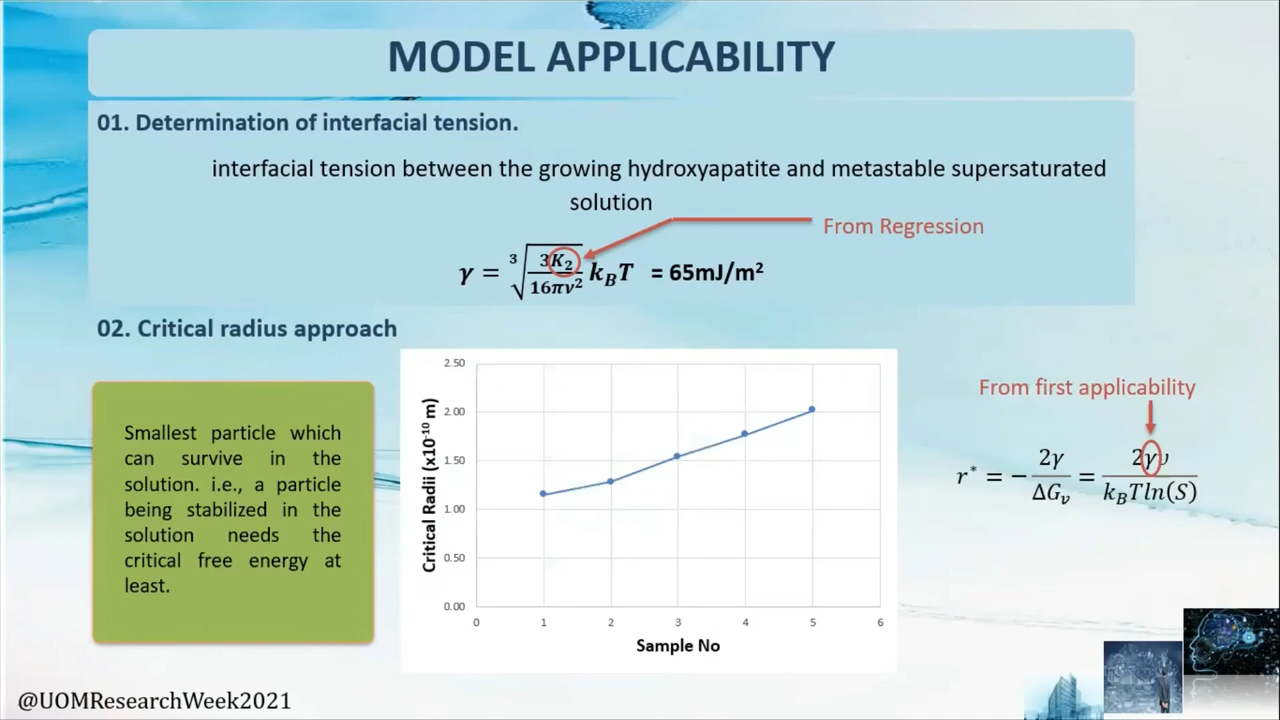 MODEL APPLICABILITY
01. Determination of interfacial tension.
interfacial tension between the growing hydroxyapatite and metastable supersaturated
solution
From Regression
γ = ∛(3K₂/16πν²) k_BT = 65mJ/m²
02. Critical radius approach
Smallest particle which
can survive in the
solution. i.e., a particle
being stabilized in the
solution needs the
critical free energy at
least.
Critical Radii (x10⁻¹⁰ m)
2.50
2.00
1.50
1.00
0.50
0.00
0 1 2 3 4 5 6
Sample No
From first applicability
r* = − 2γ/ΔG_v = 2γυ/k_BTln(S)
@UOMResearchWeek2021